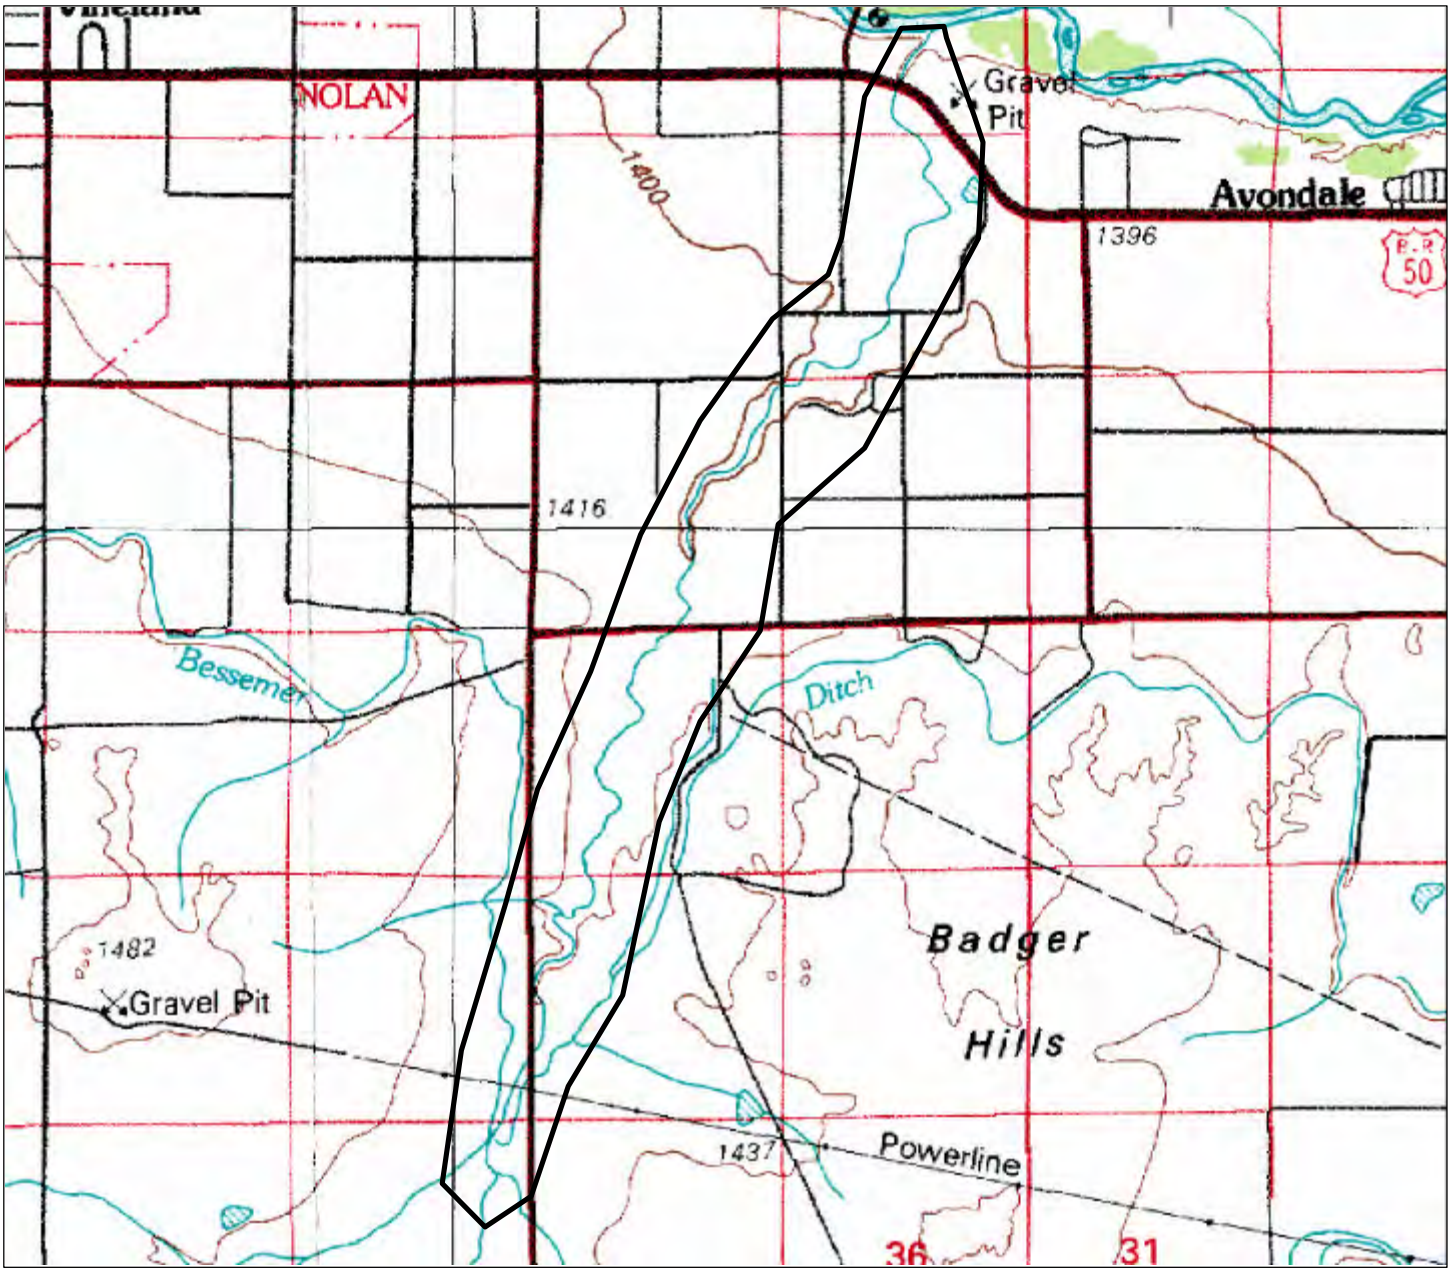 Vineland
NOLAN
Gravel
Pit
1400
Avondale
1396
B-R
50
1416
Bessemer
Ditch
1482
Gravel Pit
Badger
Hills
1437
Powerline
36
31